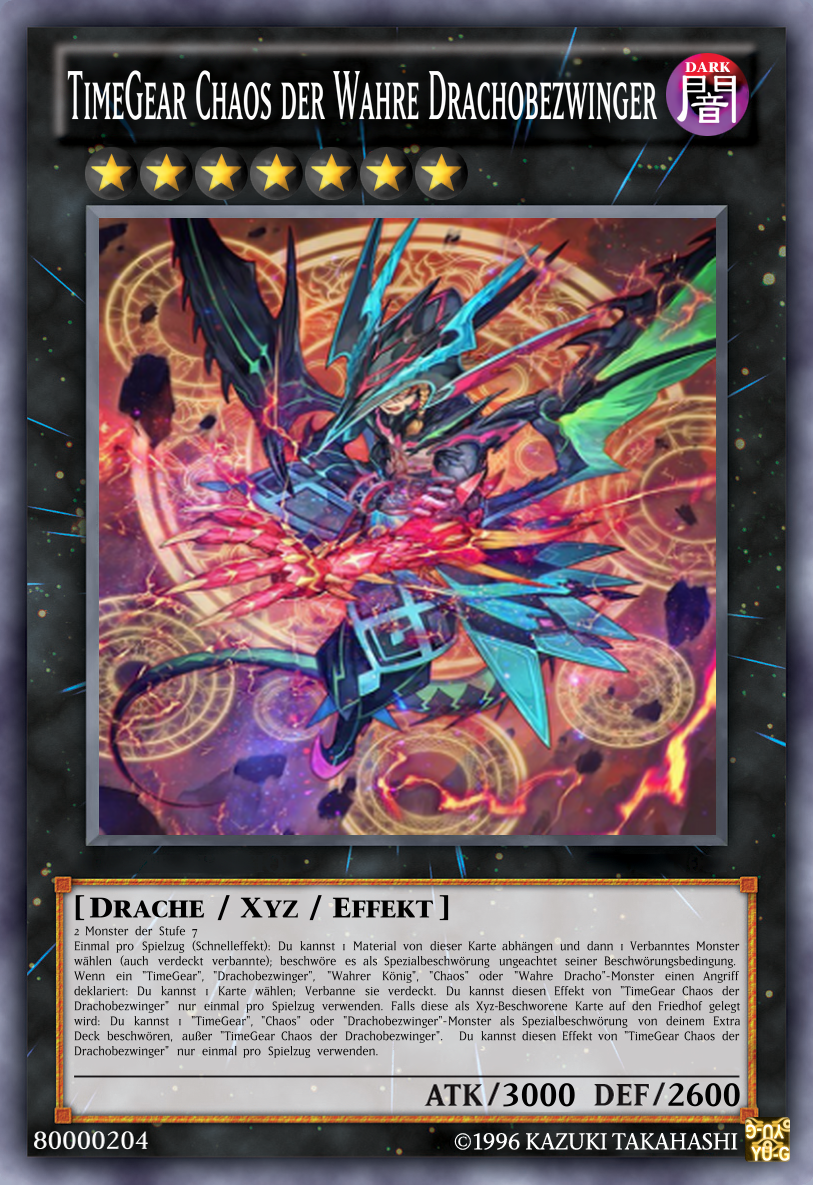 TimeGear Chaos der Wahre Drachobezwinger
DARK
闇
[ Drache / Xyz / Effekt ]
2 Monster der Stufe 7
Einmal pro Spielzug (Schnelleffekt): Du kannst 1 Material von dieser Karte abhängen und dann 1 Verbanntes Monster
wählen (auch verdeckt verbannte); beschwöre es als Spezialbeschwörung ungeachtet seiner Beschwörungsbedingung.
Wenn ein "TimeGear", "Drachobezwinger", "Wahrer König", "Chaos" oder "Wahre Dracho"-Monster einen Angriff
deklariert: Du kannst 1 Karte wählen; Verbanne sie verdeckt. Du kannst diesen Effekt von "TimeGear Chaos der
Drachobezwinger" nur einmal pro Spielzug verwenden. Falls diese als Xyz-Beschworene Karte auf den Friedhof gelegt
wird: Du kannst 1 "TimeGear", "Chaos" oder "Drachobezwinger"-Monster als Spezialbeschwörung von deinem Extra
Deck beschwören, außer "TimeGear Chaos der Drachobezwinger". Du kannst diesen Effekt von "TimeGear Chaos der
Drachobezwinger" nur einmal pro Spielzug verwenden.
ATK/3000 DEF/2600
80000204
©1996 KAZUKI TAKAHASHI